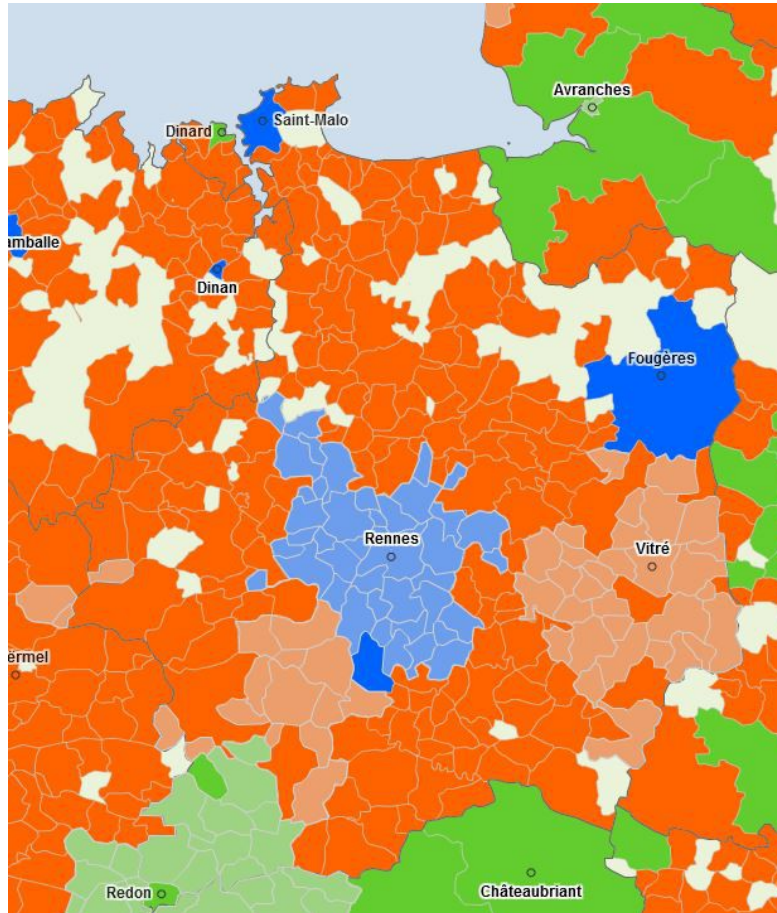 Avranches
Dinard
Saint-Malo
amballe
Dinan
Fougères
Rennes
Vitré
ërmel
Redon
Châteaubriant